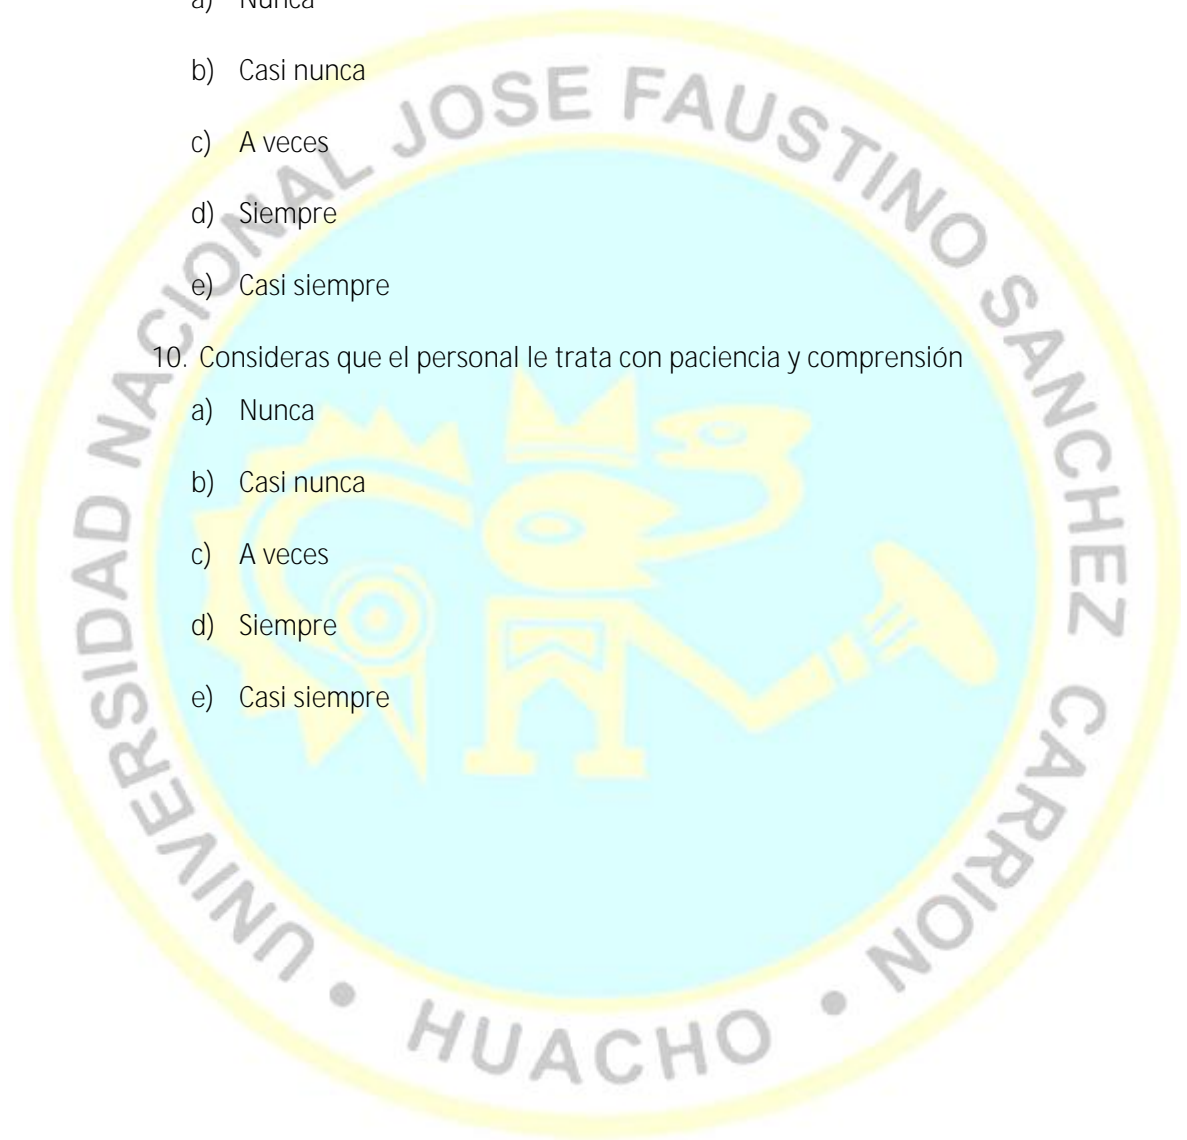 a) Nunca
b) Casi nunca
c) A veces
d) Siempre
e) Casi siempre
10. Consideras que el personal le trata con paciencia y comprensión
a) Nunca
b) Casi nunca
c) A veces
d) Siempre
e) Casi siempre
UNIVERSIDAD NACIONAL JOSE FAUSTINO SANCHEZ CARRION • HUACHO •